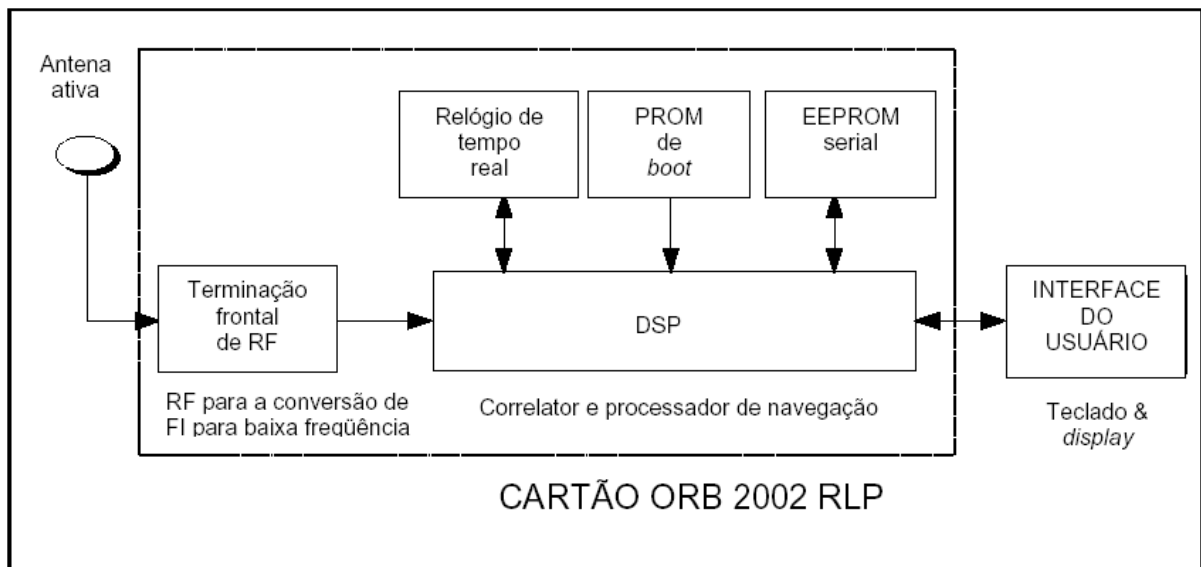 Antena
ativa
Relógio de
tempo
real
PROM
de
boot
EEPROM
serial
Terminação
frontal
de RF
DSP
INTERFACE
DO
USUÁRIO
RF para a conversão de
FI para baixa freqüência
Correlator e processador de navegação
Teclado &
display
CARTÃO ORB 2002 RLP